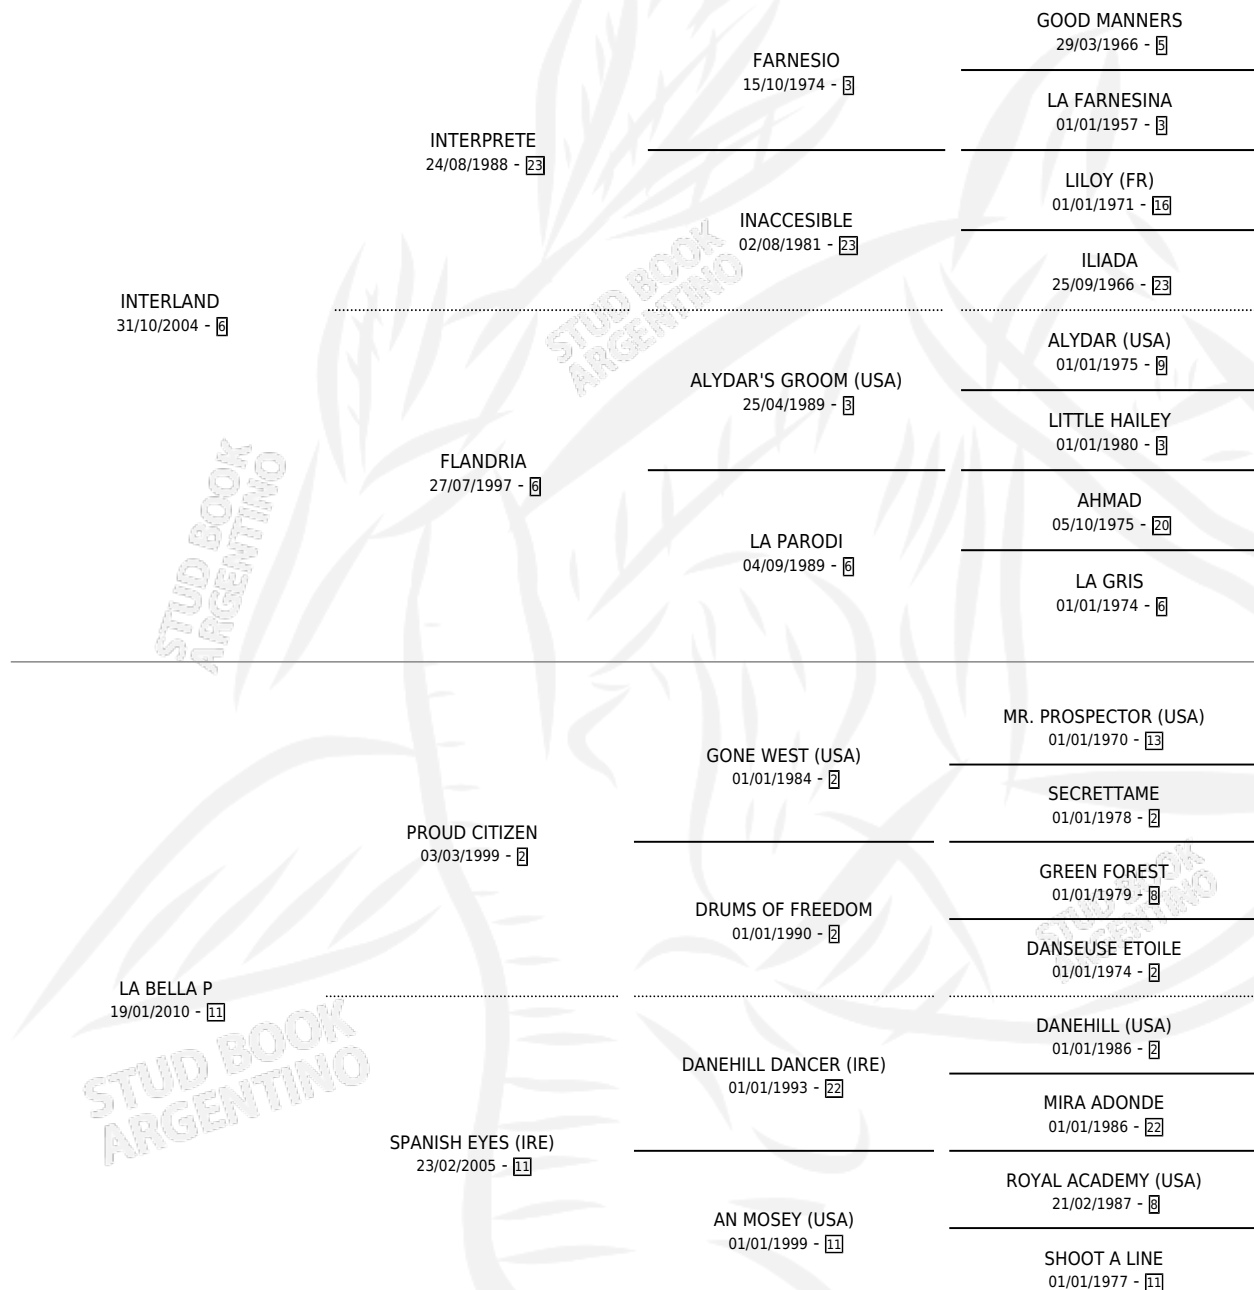 GOOD MANNERS
29/03/1966 - 5
FARNESIO
15/10/1974 - 3
LA FARNESINA
01/01/1957 - 3
INTERPRETE
24/08/1988 - 23
LILOY (FR)
01/01/1971 - 16
INACCESIBLE
02/08/1981 - 23
ILIADA
25/09/1966 - 23
INTERLAND
31/10/2004 - 6
STUD BOOK
ARGENTINO
ALYDAR (USA)
01/01/1975 - 9
ALYDAR'S GROOM (USA)
25/04/1989 - 3
LITTLE HAILEY
01/01/1980 - 3
FLANDRIA
27/07/1997 - 6
STUD BOOK
ARGENTINO
AHMAD
05/10/1975 - 20
LA PARODI
04/09/1989 - 6
LA GRIS
01/01/1974 - 6
MR. PROSPECTOR (USA)
01/01/1970 - 13
GONE WEST (USA)
01/01/1984 - 2
SECRETTAME
01/01/1978 - 2
PROUD CITIZEN
03/03/1999 - 2
GREEN FOREST
01/01/1979 - 8
STUD BOOK
ARGENTINO
DRUMS OF FREEDOM
01/01/1990 - 2
DANSEUSE ETOILE
01/01/1974 - 2
LA BELLA P
19/01/2010 - 11
STUD BOOK
ARGENTINO
DANEHILL (USA)
01/01/1986 - 2
DANEHILL DANCER (IRE)
01/01/1993 - 22
MIRA ADONDE
01/01/1986 - 22
SPANISH EYES (IRE)
23/02/2005 - 11
ROYAL ACADEMY (USA)
21/02/1987 - 8
AN MOSEY (USA)
01/01/1999 - 11
SHOOT A LINE
01/01/1977 - 11